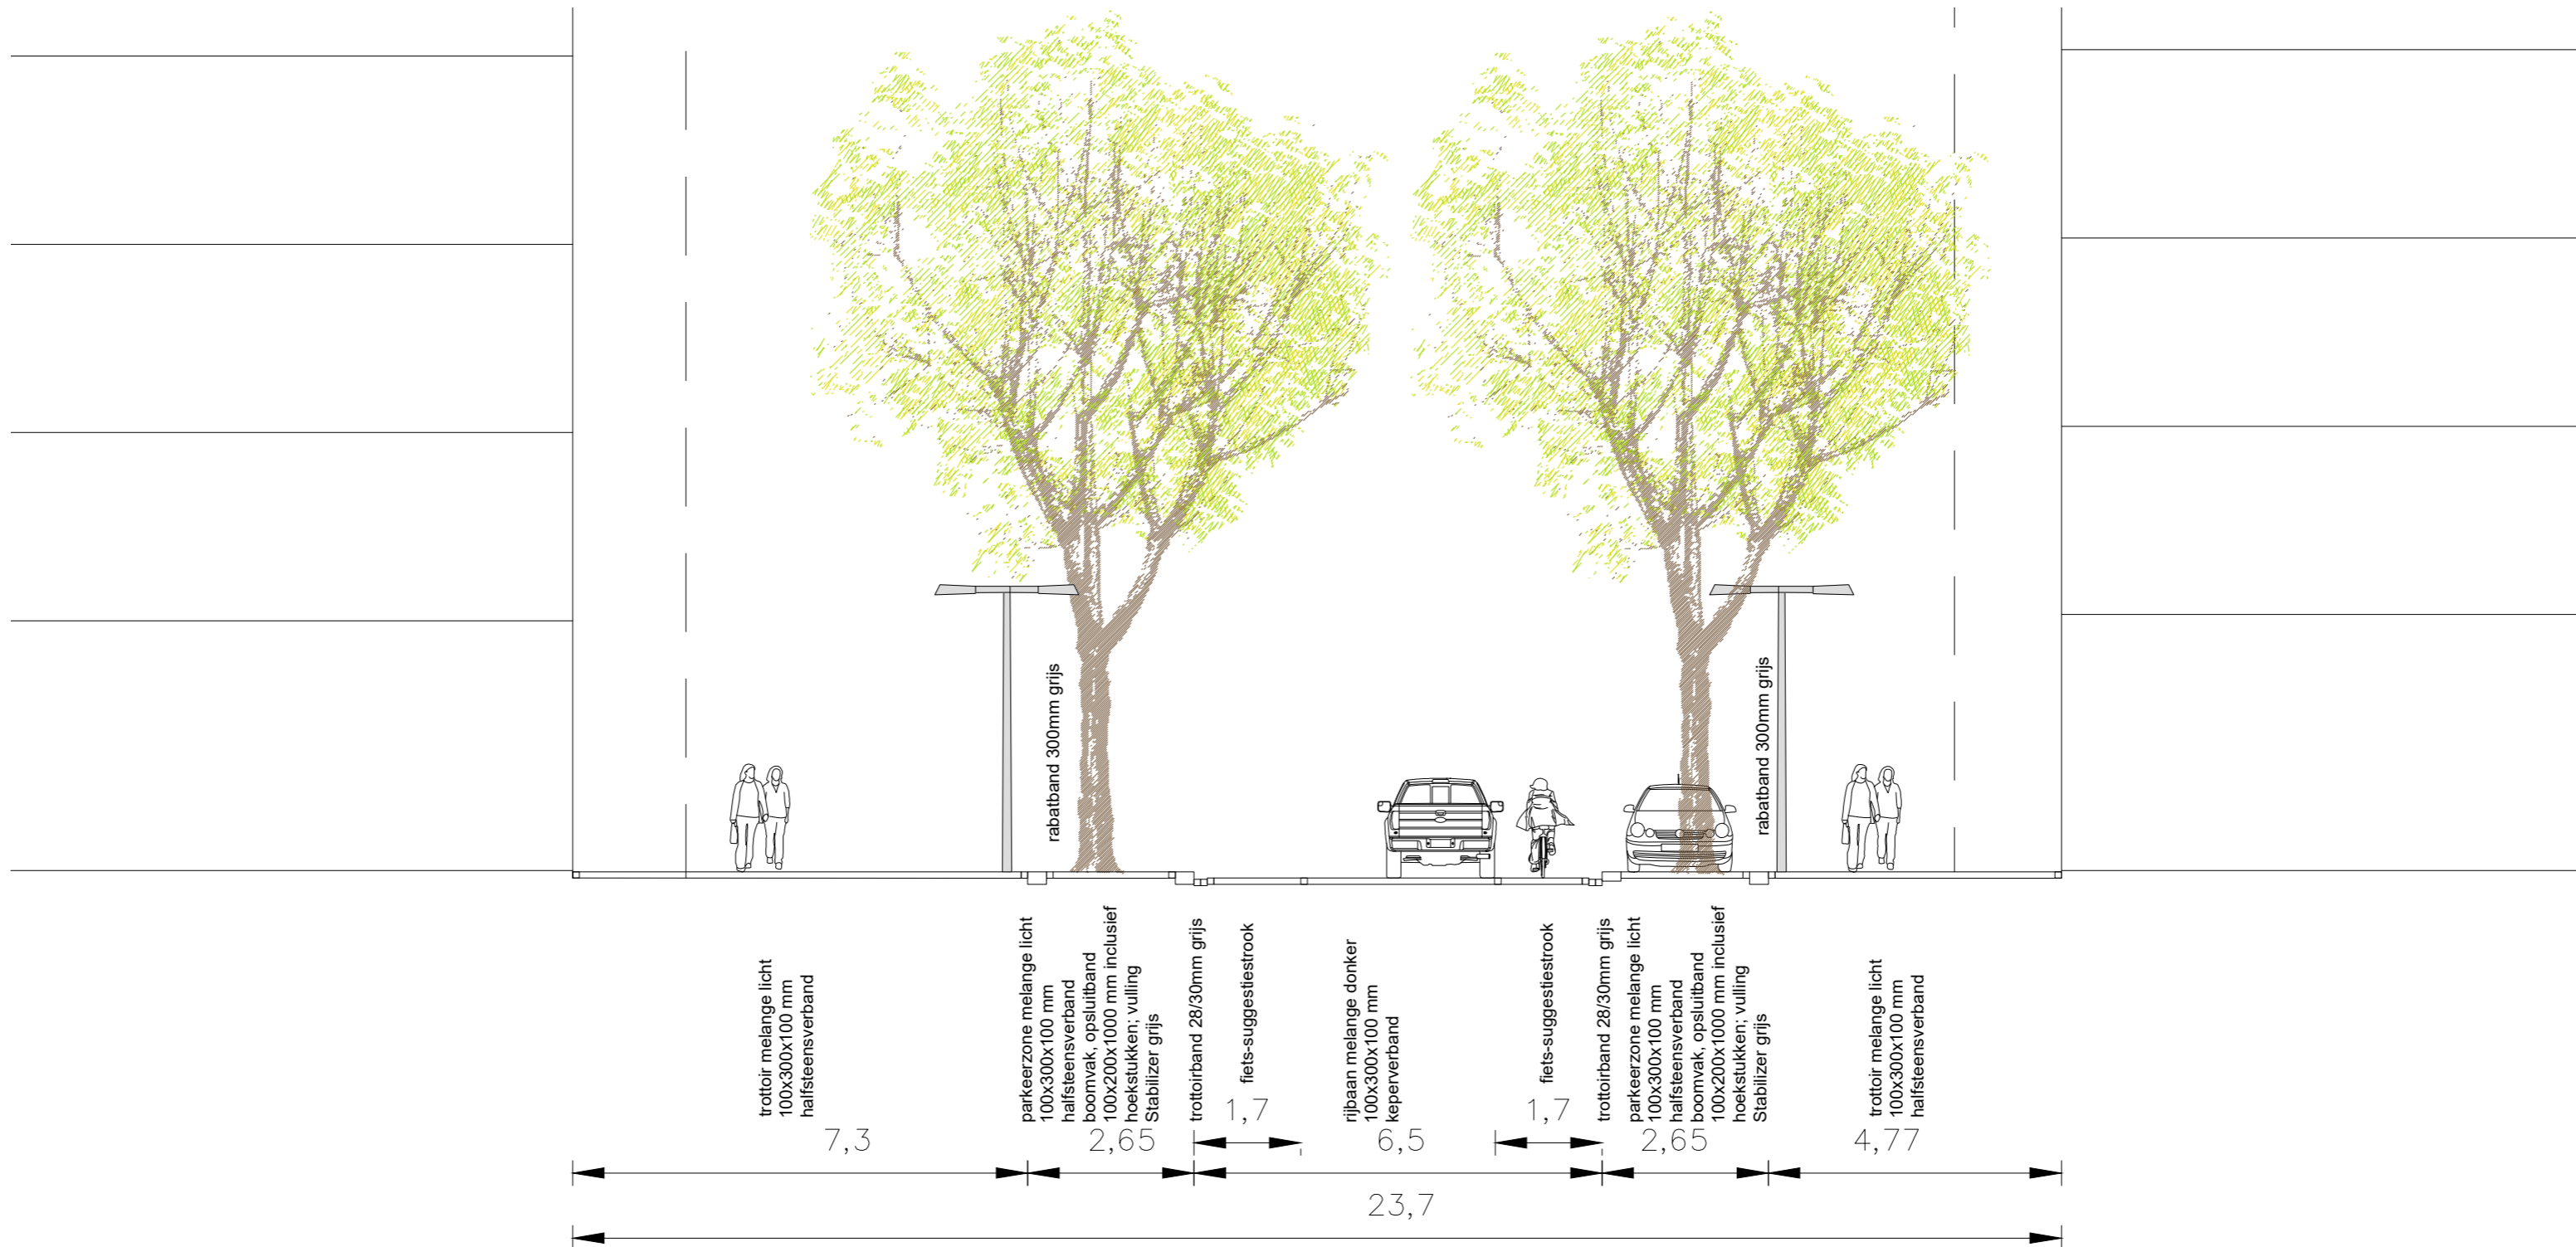 rabatband 300mm grijs
rabatband 300mm grijs
trottoir melange licht
100x300x100 mm
halfsteensverband
parkeerzone melange licht
100x300x100 mm
halfsteensverband
boomvak, opsluitband
100x200x1000 mm inclusief
hoekstukken; vulling
Stabilizer grijs
trottoirband 28/30mm grijs
fiets-suggestiestrook
rijbaan melange donker
100x300x100 mm
keperverband
fiets-suggestiestrook
trottoirband 28/30mm grijs
parkeerzone melange licht
100x300x100 mm
halfsteensverband
boomvak, opsluitband
100x200x1000 mm inclusief
hoekstukken; vulling
Stabilizer grijs
trottoir melange licht
100x300x100 mm
halfsteensverband
1,7
1,7
7,3
2,65
6,5
2,65
4,77
23,7